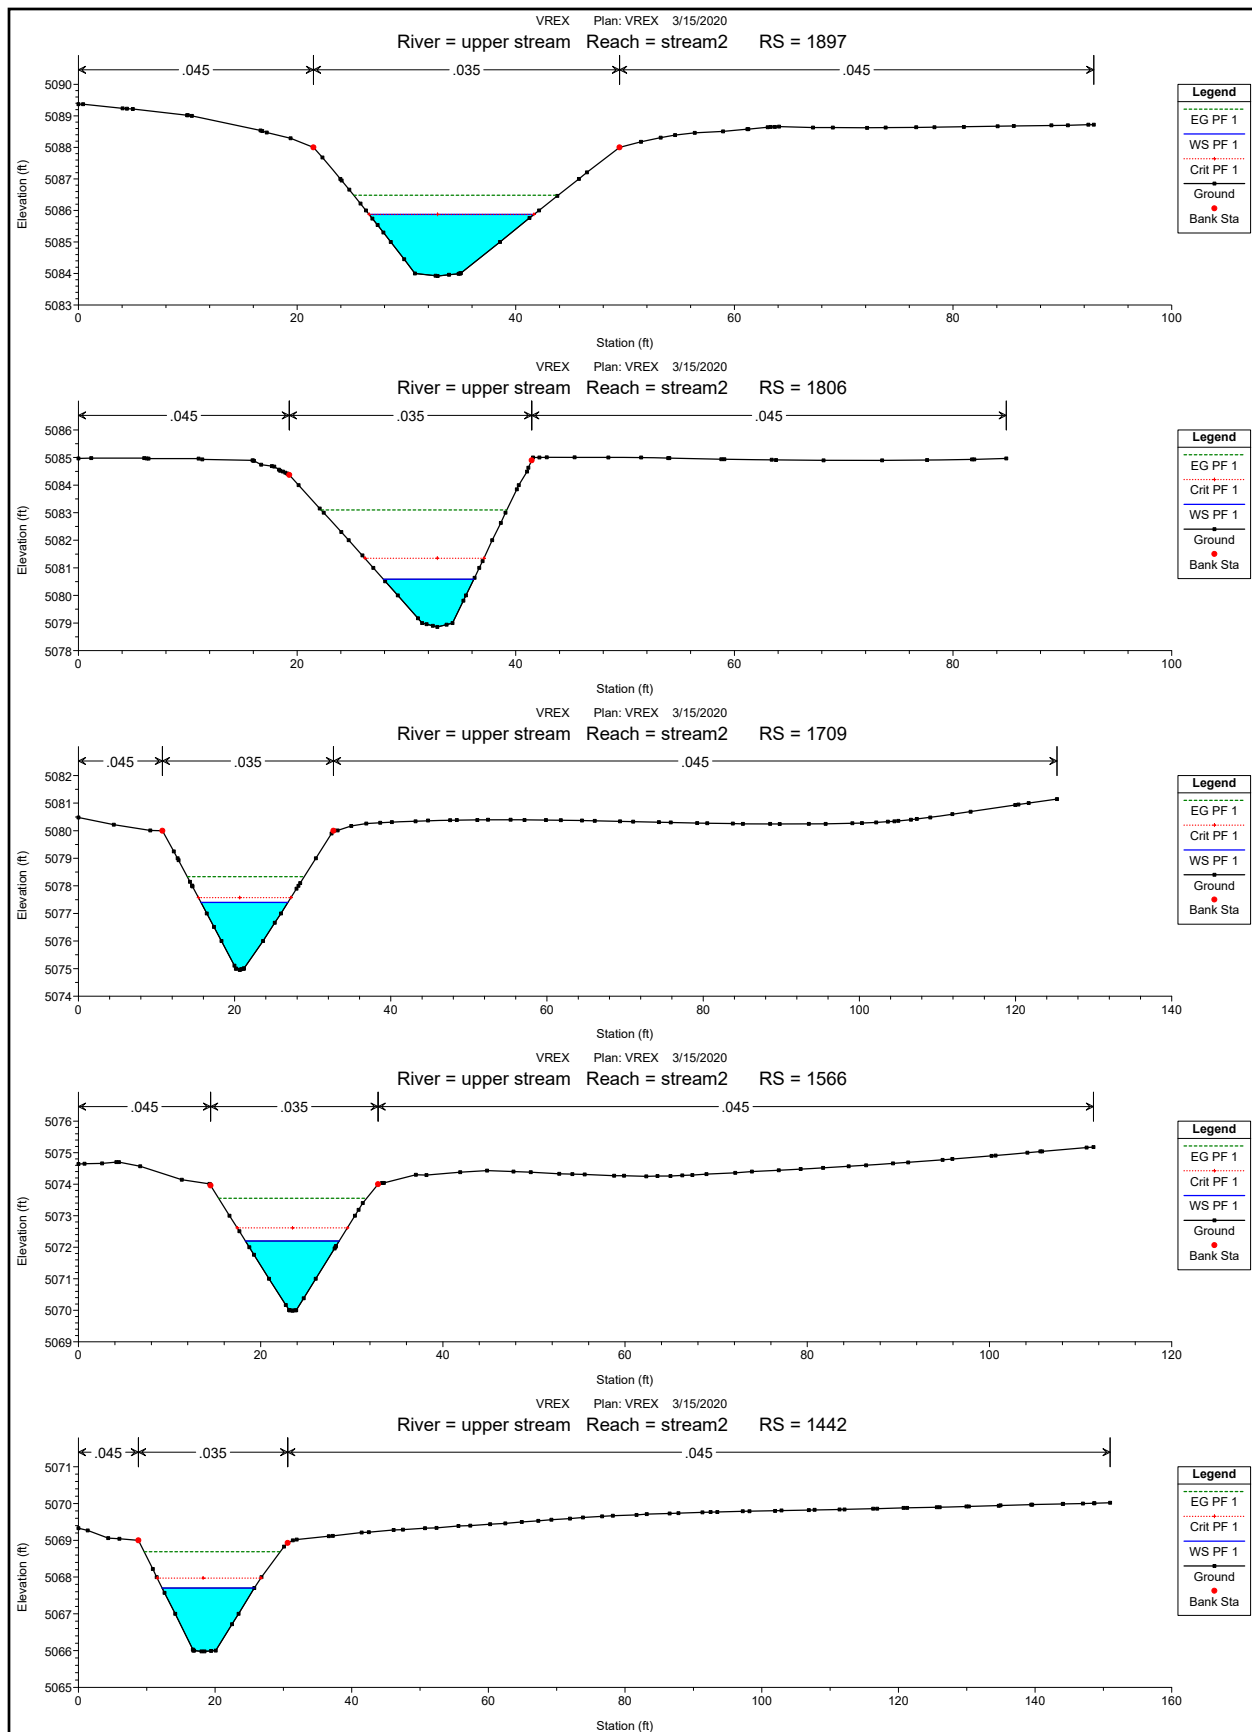 VREX Plan: VREX 3/15/2020
River = upper stream Reach = stream2 RS = 1897
.045 .035 .045
Legend
EG PF 1
WS PF 1
Crit PF 1
Ground
Bank Sta
Elevation (ft)
5090
5089
5088
5087
5086
5085
5084
5083
0 20 40 60 80 100
Station (ft)
VREX Plan: VREX 3/15/2020
River = upper stream Reach = stream2 RS = 1806
.045 .035 .045
Legend
EG PF 1
Crit PF 1
WS PF 1
Ground
Bank Sta
Elevation (ft)
5086
5085
5084
5083
5082
5081
5080
5079
5078
0 20 40 60 80 100
Station (ft)
VREX Plan: VREX 3/15/2020
River = upper stream Reach = stream2 RS = 1709
.045 .035 .045
Legend
EG PF 1
Crit PF 1
WS PF 1
Ground
Bank Sta
Elevation (ft)
5082
5081
5080
5079
5078
5077
5076
5075
5074
0 20 40 60 80 100 120 140
Station (ft)
VREX Plan: VREX 3/15/2020
River = upper stream Reach = stream2 RS = 1566
.045 .035 .045
Legend
EG PF 1
Crit PF 1
WS PF 1
Ground
Bank Sta
Elevation (ft)
5076
5075
5074
5073
5072
5071
5070
5069
0 20 40 60 80 100 120
Station (ft)
VREX Plan: VREX 3/15/2020
River = upper stream Reach = stream2 RS = 1442
.045 .035 .045
Legend
EG PF 1
Crit PF 1
WS PF 1
Ground
Bank Sta
Elevation (ft)
5071
5070
5069
5068
5067
5066
5065
0 20 40 60 80 100 120 140 160
Station (ft)